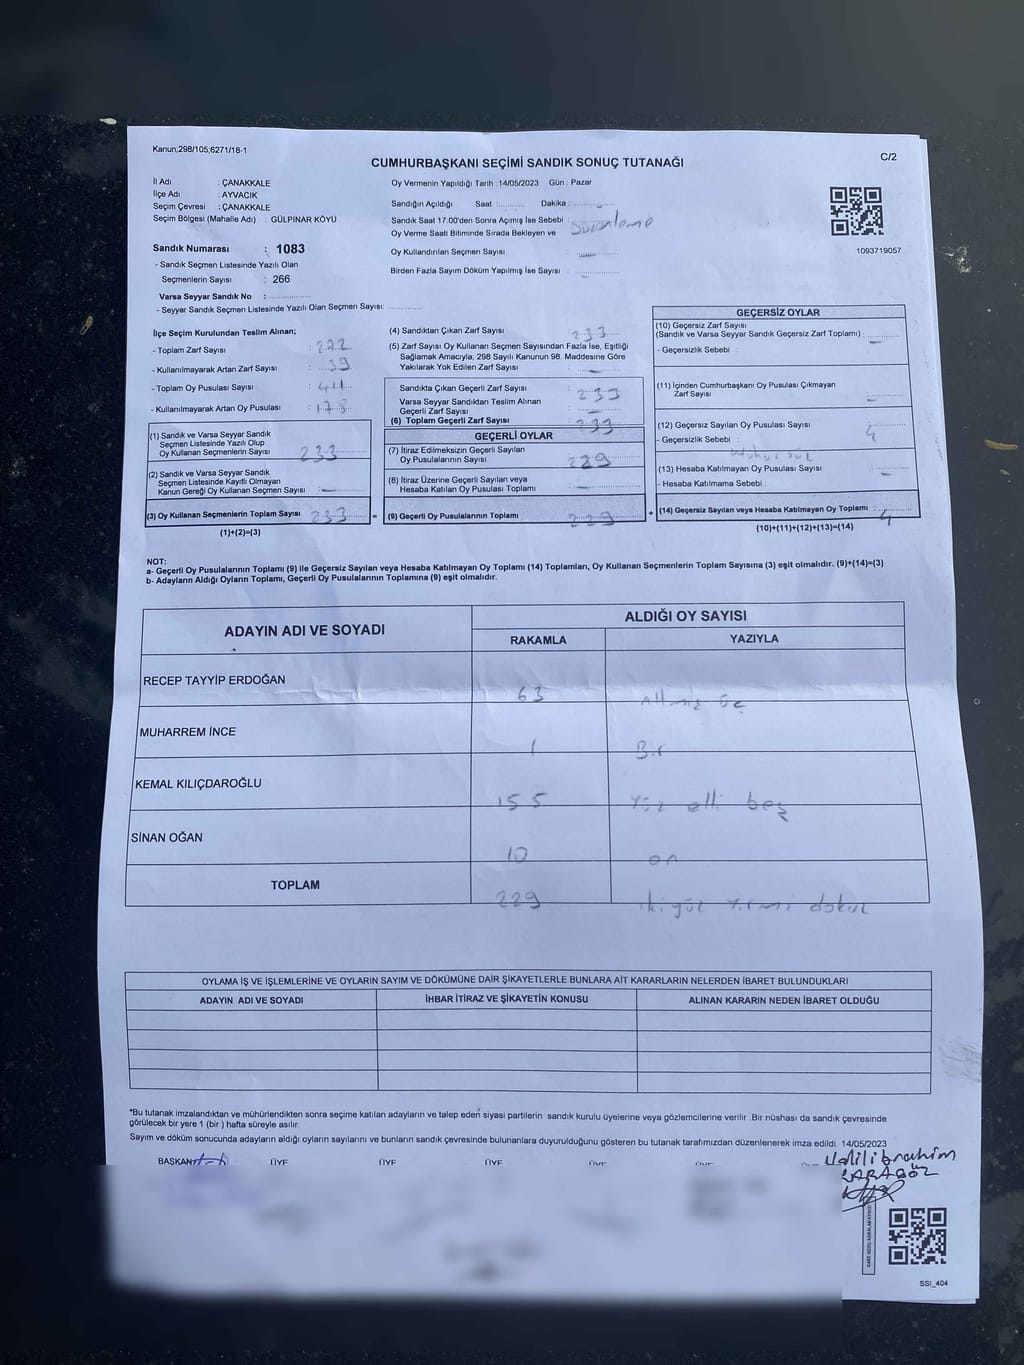 Kanun,298/105,6271/18-1
CUMHURBAŞKANI SEÇİMİ SANDIK SONUÇ TUTANAĞI
C/2
İl Adı : ÇANAKKALE
İlçe Adı : AYVACIK
Seçim Çevresi : ÇANAKKALE
Seçim Bölgesi (Mahalle Adı) : GÜLPINAR KÖYÜ
Oy Vermenin Yapıldığı Tarih : 14/05/2023 Gün : Pazar
Sandığın Açıldığı Saat : Dakika :
Sandık Saat 17.00'den Sonra Açımış İse Sebebi :
Oy Verme Saati Bitiminde Sırada Bekleyen ve
Oy Kullandırılan Seçmen Sayısı :
Birden Fazla Sayım Döküm Yapılmış İse Sayısı :
1093719057
Sandık Numarası : 1083
- Sandık Seçmen Listesinde Yazılı Olan
Seçmenlerin Sayısı : 266
Varsa Seyyar Sandık No :
- Seyyar Sandık Seçmen Listesinde Yazılı Olan Seçmen Sayısı:
İlçe Seçim Kurulundan Teslim Alınan;
- Toplam Zarf Sayısı : 272
- Kullanılmayarak Artan Zarf Sayısı : 39
- Toplam Oy Pusulası Sayısı : 411
- Kullanılmayarak Artan Oy Pusulası : 178
(1) Sandık ve Varsa Seyyar Sandık
Seçmen Listesinde Yazılı Olup
Oy Kullanan Seçmenlerin Sayısı 233
(2) Sandık ve Varsa Seyyar Sandık
Seçmen Listesinde Kayıtlı Olmayan
Kanun Gereği Oy Kullanan Seçmen Sayısı
(3) Oy Kullanan Seçmenlerin Toplam Sayısı 233
(1)+(2)=(3)
(4) Sandıktan Çıkan Zarf Sayısı : 233
(5) Zarf Sayısı Oy Kullanan Seçmen Sayısından Fazla İse, Eşitliği
Sağlamak Amacıyla, 298 Sayılı Kanunun 98. Maddesine Göre
Yakılarak Yok Edilen Zarf Sayısı :
Sandıkta Çıkan Geçerli Zarf Sayısı : 233
Varsa Seyyar Sandıktan Teslim Alınan
Geçerli Zarf Sayısı :
(6) Toplam Geçerli Zarf Sayısı : 233
GEÇERLİ OYLAR
(7) İtiraz Edilmeksizin Geçerli Sayılan
Oy Pusulalarının Sayısı : 229
(8) İtiraz Üzerine Geçerli Sayılan veya
Hesaba Katılan Oy Pusulası Toplamı :
= (9) Geçerli Oy Pusulalarının Toplamı 229 +
GEÇERSİZ OYLAR
(10) Geçersiz Zarf Sayısı
(Sandık ve Varsa Seyyar Sandık Geçersiz Zarf Toplamı) :
- Geçersizlik Sebebi :
(11) İçinden Cumhurbaşkanı Oy Pusulası Çıkmayan
Zarf Sayısı :
(12) Geçersiz Sayılan Oy Pusulası Sayısı : 4
- Geçersizlik Sebebi :
(13) Hesaba Katılmayan Oy Pusulası Sayısı :
- Hesaba Katılmama Sebebi :
(14) Geçersiz Sayılan veya Hesaba Katılmayan Oy Toplamı : 4
(10)+(11)+(12)+(13)=(14)
NOT:
a- Geçerli Oy Pusulalarının Toplamı (9) ile Geçersiz Sayılan veya Hesaba Katılmayan Oy Toplamı (14) Toplamları, Oy Kullanan Seçmenlerin Toplam Sayısına (3) eşit olmalıdır. (9)+(14)=(3)
b- Adayların Aldığı Oyların Toplamı, Geçerli Oy Pusulalarının Toplamına (9) eşit olmalıdır.
ADAYIN ADI VE SOYADI
ALDIĞI OY SAYISI
RAKAMLA YAZIYLA
RECEP TAYYİP ERDOĞAN 63 Altmış üç
MUHARREM İNCE 1 Bir
KEMAL KILIÇDAROĞLU 155 Yüz elli beş
SİNAN OĞAN 10 on
TOPLAM 229 ikiyüz yirmi dokuz
OYLAMA İŞ VE İŞLEMLERİNE VE OYLARIN SAYIM VE DÖKÜMÜNE DAİR ŞİKAYETLERLE BUNLARA AİT KARARLARIN NELERDEN İBARET BULUNDUKLARI
ADAYIN ADI VE SOYADI İHBAR İTİRAZ VE ŞİKAYETİN KONUSU ALINAN KARARIN NEDEN İBARET OLDUĞU
*Bu tutanak imzalandıktan ve mühürlendikten sonra seçime katılan adayların ve talep eden siyasi partilerin sandık kurulu üyelerine veya gözlemcilerine verilir .Bir nüshası da sandık çevresinde
görülecek bir yere 1 (bir ) hafta süreyle asılır.
Sayım ve döküm sonucunda adayların aldığı oyların sayılarını ve bunların sandık çevresinde bulunanlara duyurulduğunu gösteren bu tutanak tarafımızdan düzenlenerek imza edildi. 14/05/2023
BAŞKAN ÜYE ÜYE ÜYE ÜYE ÜYE
Halil ibrahim
KARAGÖZ
SSI_404